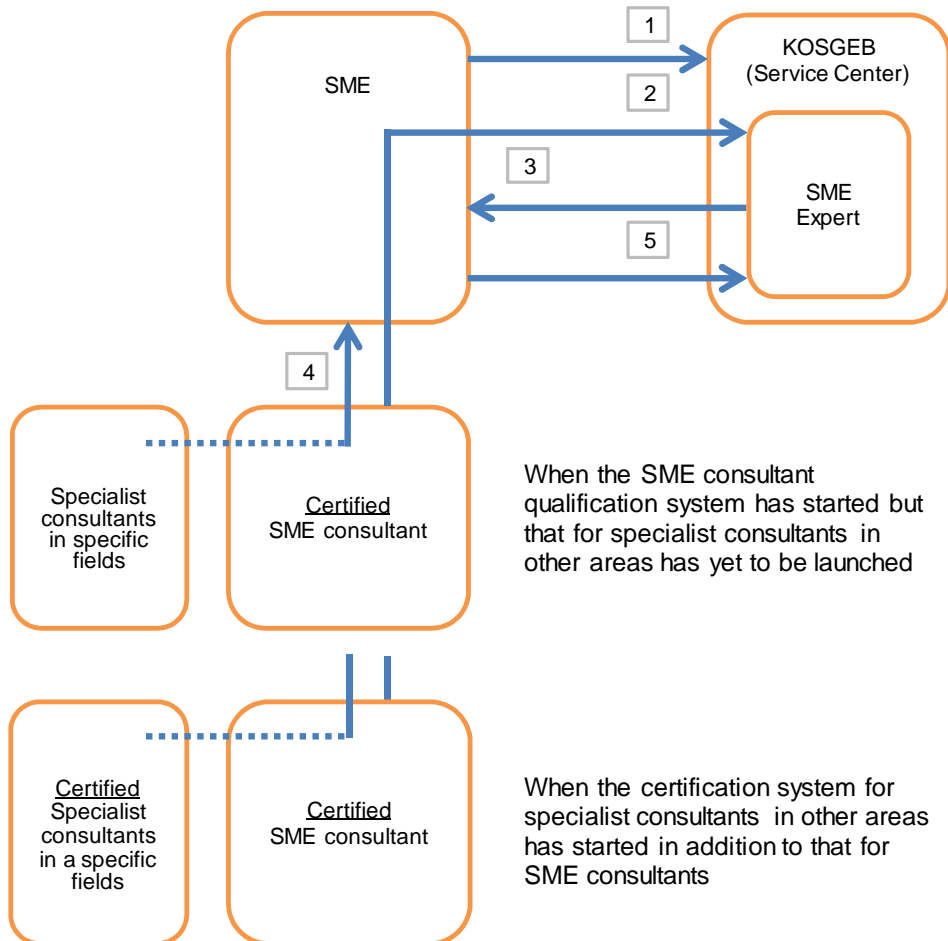 1
KOSGEB
(Service Center)
SME
2
3
SME
Expert
5
4
Specialist
consultants
in specific
fields
Certified
SME consultant
When the SME consultant
qualification system has started but
that for specialist consultants in
other areas has yet to be launched
Certified
Specialist
consultants
in a specific
fields
Certified
SME consultant
When the certification system for
specialist consultants in other areas
has started in addition to that for
SME consultants